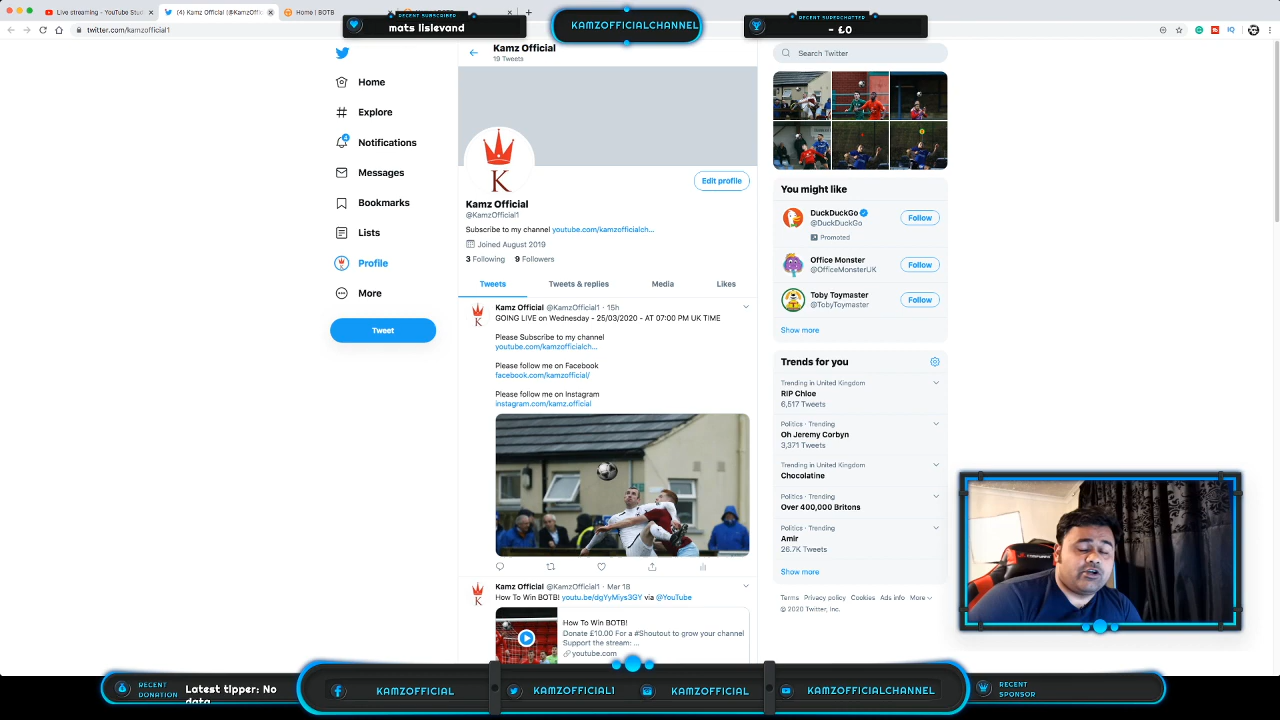 Live streaming - YouTube Stud
(4) Kamz Official (@KamzOffici
Home | BOTB
twitter.com/kamzofficial1
RECENT SUBSCRIBER
mats lislevand
KAMZOFFICIALCHANNEL
RECENT SUPERCHATTER
- £0
Home
Explore
4
Notifications
Messages
Bookmarks
Lists
Profile
More
Tweet
Kamz Official
19 Tweets
K
Edit profile
Kamz Official
@KamzOfficial1
Subscribe to my channel youtube.com/kamzofficialch...
Joined August 2019
3 Following 9 Followers
Tweets Tweets & replies Media Likes
Kamz Official @KamzOfficial1 · 15h
GOING LIVE on Wednesday - 25/03/2020 - AT 07:00 PM UK TIME
Please Subscribe to my channel
youtube.com/kamzofficialch...
Please follow me on Facebook
facebook.com/kamzofficial/
Please follow me on Instagram
instagram.com/kamz.official
K
Kamz Official @KamzOfficial1 · Mar 18
How To Win BOTB! youtu.be/dgYyMiys3GY via @YouTube
K
How To Win BOTB!
Donate £10.00 For a #Shoutout to grow your channel
Support the stream: ...
youtube.com
Search Twitter
You might like
DuckDuckGo
@DuckDuckGo
Follow
Promoted
Office Monster
@OfficeMonsterUK
Follow
Toby Toymaster
@TobyToymaster
Follow
Show more
Trends for you
Trending in United Kingdom
RIP Chloe
6,517 Tweets
Politics · Trending
Oh Jeremy Corbyn
3,371 Tweets
Trending in United Kingdom
Chocolatine
Politics · Trending
Over 400,000 Britons
Politics · Trending
Amir
26.7K Tweets
Show more
Terms Privacy policy Cookies Ads info More
© 2020 Twitter, Inc.
RECENT
DONATION
Latest tipper: No
data
KAMZOFFICIAL
KAMZOFFICIAL1
KAMZOFFICIAL
KAMZOFFICIALCHANNEL
RECENT
SPONSOR